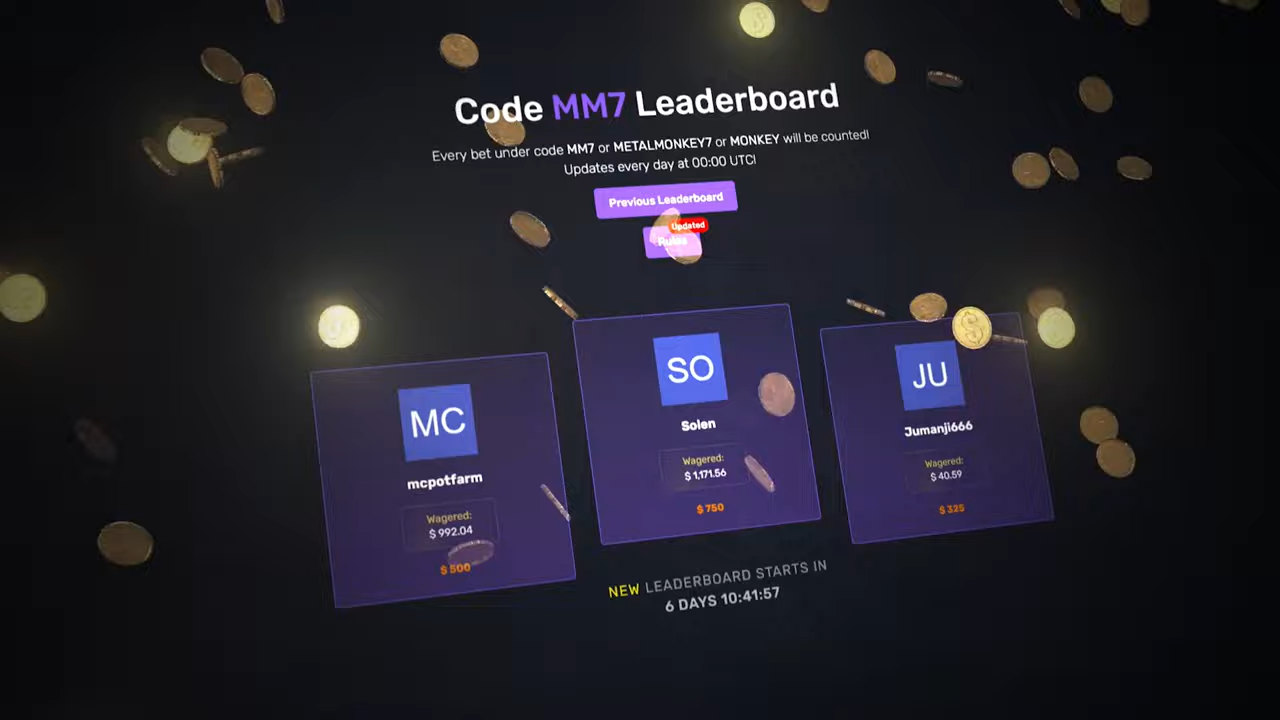 Code MM7 Leaderboard
Every bet under code MM7 or METALMONKEY7 or MONKEY will be counted!
Updates every day at 00:00 UTC!
Previous Leaderboard
Updated
Rules
MC
mcpotfarm
Wagered:
$ 992.04
$ 500
SO
Solen
Wagered:
$ 1,171.56
$ 750
JU
Jumanji666
Wagered:
$ 40.59
$ 325
NEW LEADERBOARD STARTS IN
6 DAYS 10:41:57